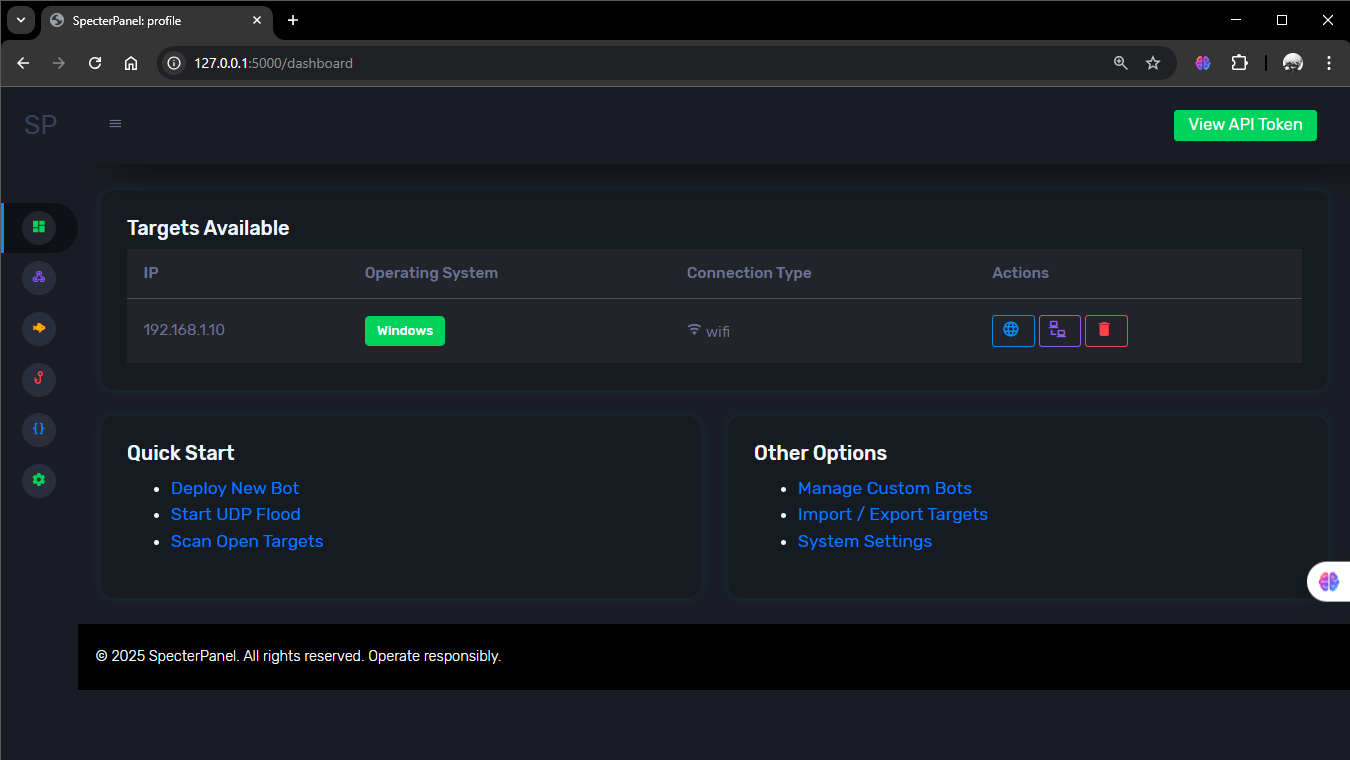 SpecterPanel: profile
127.0.0.1:5000/dashboard
SP
View API Token
Targets Available
IP Operating System Connection Type Actions
192.168.1.10 Windows wifi
Quick Start
Deploy New Bot
Start UDP Flood
Scan Open Targets
Other Options
Manage Custom Bots
Import / Export Targets
System Settings
© 2025 SpecterPanel. All rights reserved. Operate responsibly.